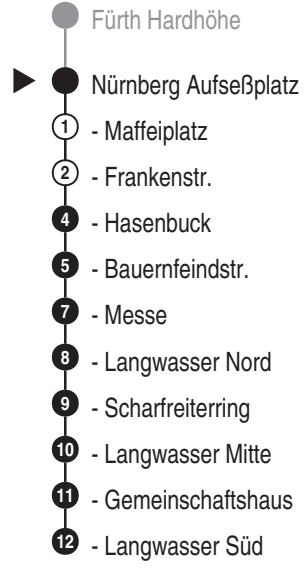 Fürth Hardhöhe
Nürnberg Aufseßplatz
1 - Maffeiplatz
2 - Frankenstr.
4 - Hasenbuck
5 - Bauernfeindstr.
7 - Messe
8 - Langwasser Nord
9 - Scharfreiterring
10 - Langwasser Mitte
11 - Gemeinschaftshaus
12 - Langwasser Süd